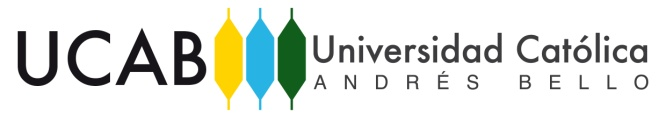 UCAB
Universidad Católica
ANDRÉS BELLO